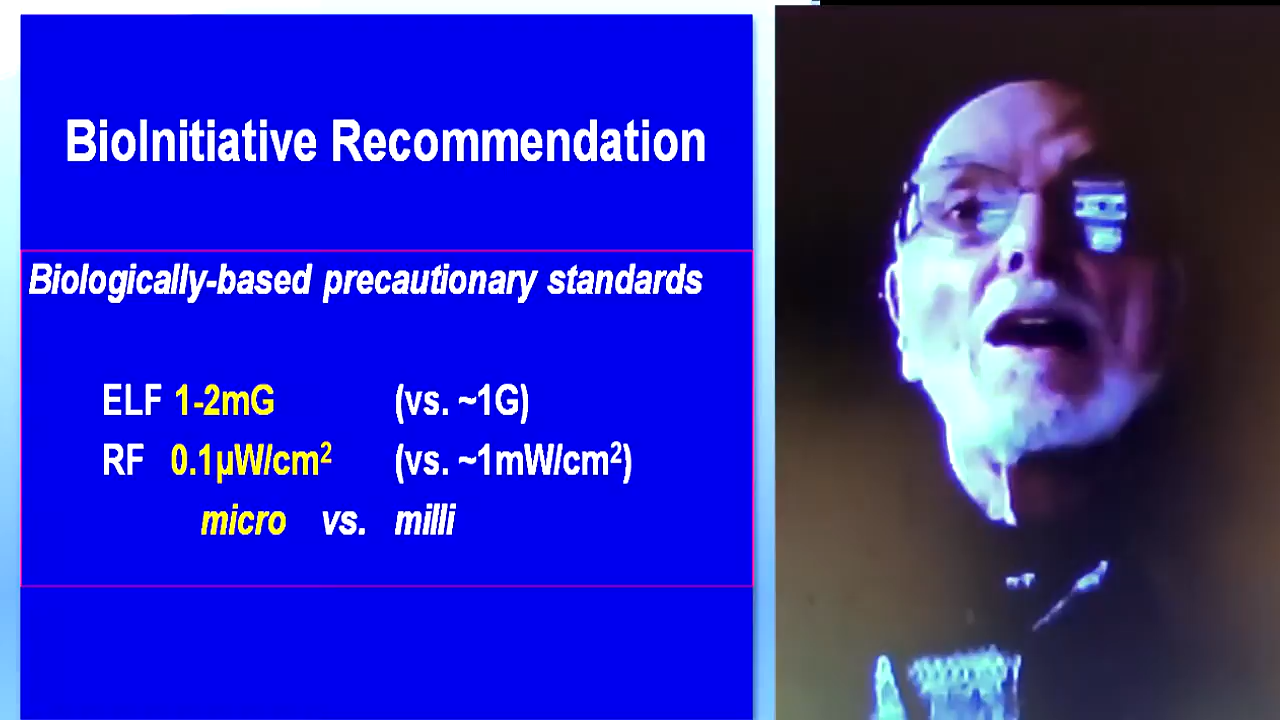 BioInitiative Recommendation
Biologically-based precautionary standards
ELF 1-2mG (vs. ~1G)
RF 0.1µW/cm² (vs. ~1mW/cm²)
micro vs. milli